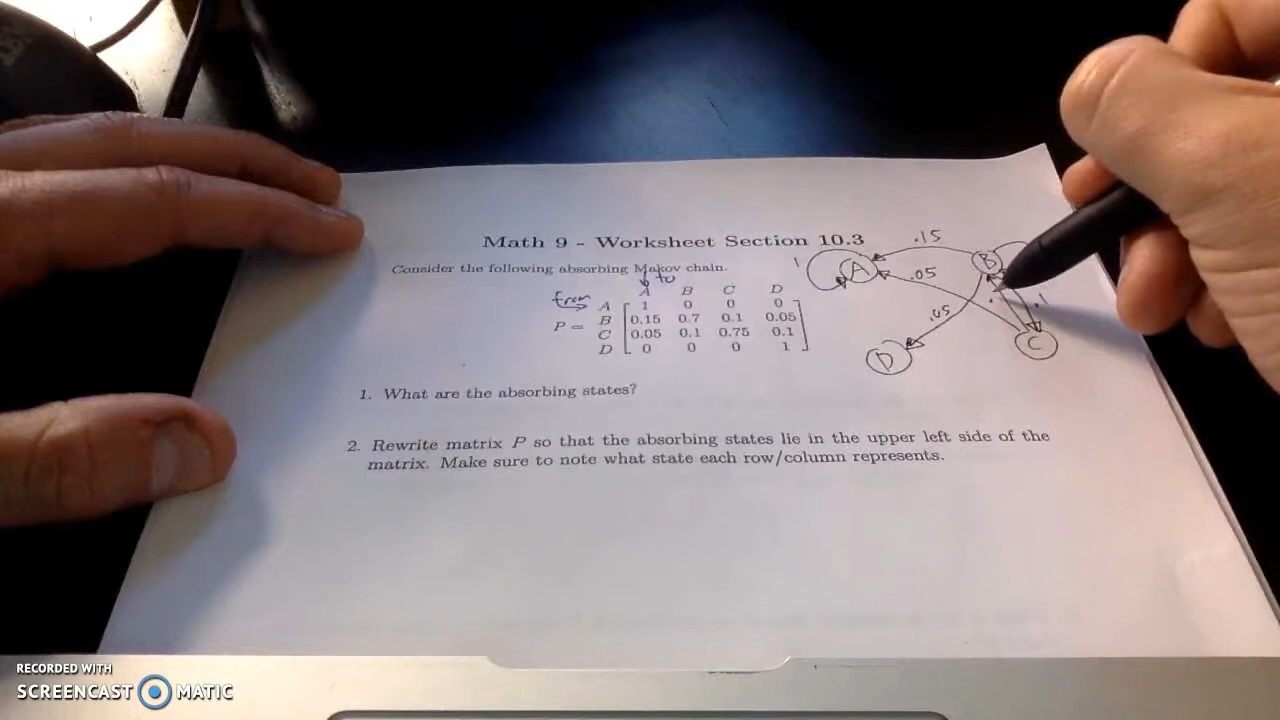 Math 9 - Worksheet Section 10.3
Consider the following absorbing Makov chain.
to
from
A B C D
A 1 0 0 0
P = B 0.15 0.7 0.1 0.05
C 0.05 0.1 0.75 0.1
D 0 0 0 1
1 A .15 B
.05
.05 .1
D C
1. What are the absorbing states?
2. Rewrite matrix P so that the absorbing states lie in the upper left side of the
matrix. Make sure to note what state each row/column represents.
RECORDED WITH
SCREENCAST MATIC